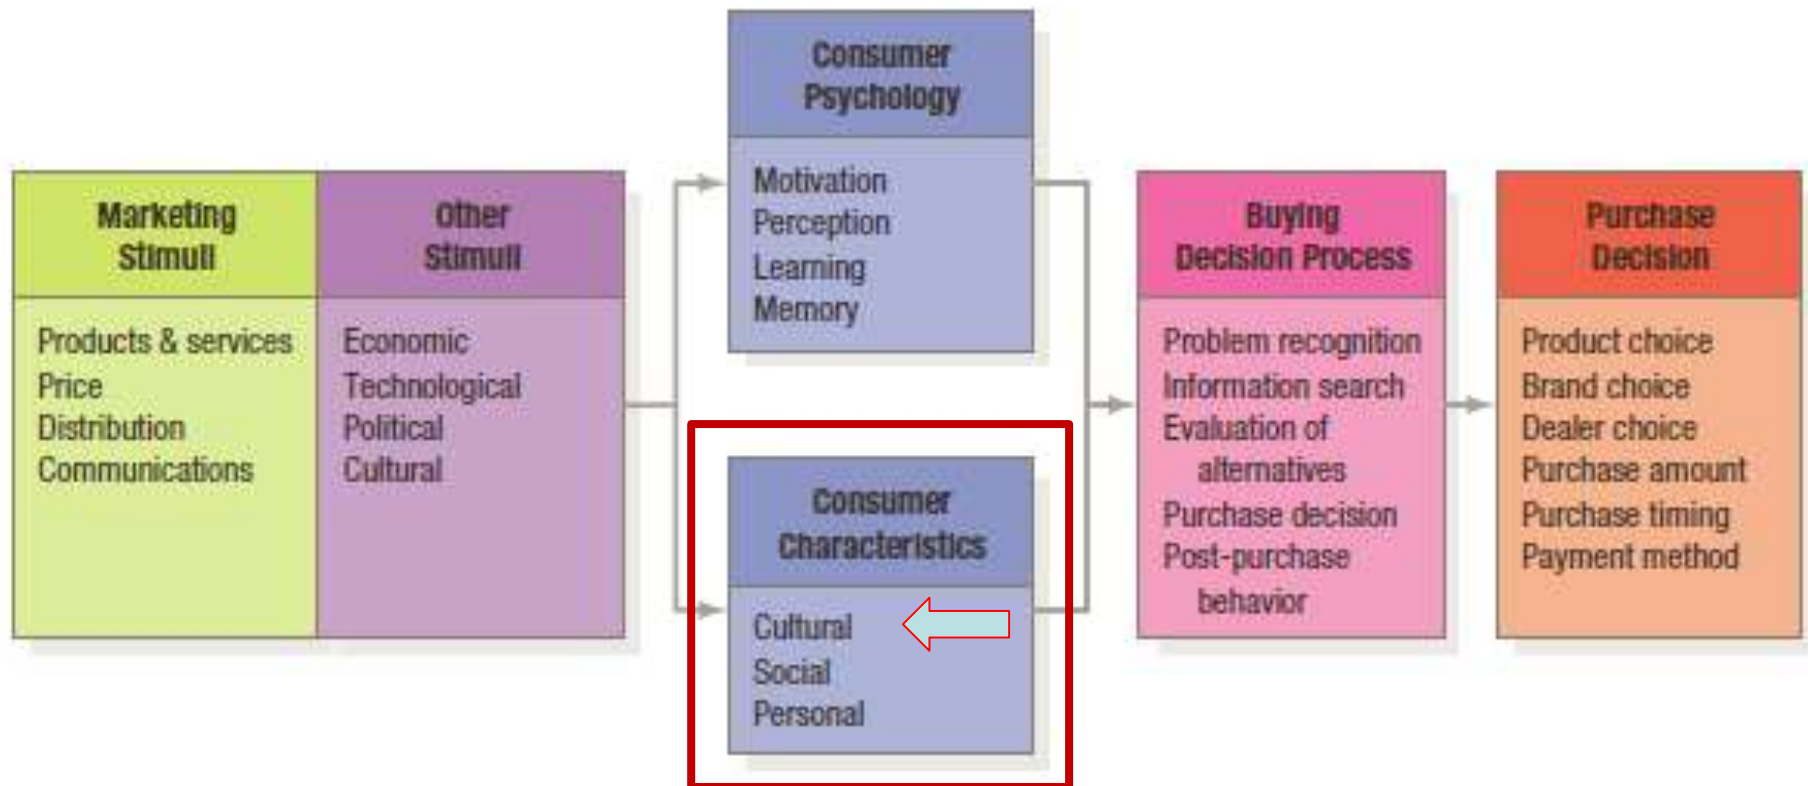 Marketing
Stimuli
Products & services
Price
Distribution
Communications
Other
Stimuli
Economic
Technological
Political
Cultural
Consumer
Psychology
Motivation
Perception
Learning
Memory
Consumer
Characteristics
Cultural
Social
Personal
Buying
Decision Process
Problem recognition
Information search
Evaluation of
alternatives
Purchase decision
Post-purchase
behavior
Purchase
Decision
Product choice
Brand choice
Dealer choice
Purchase amount
Purchase timing
Payment method